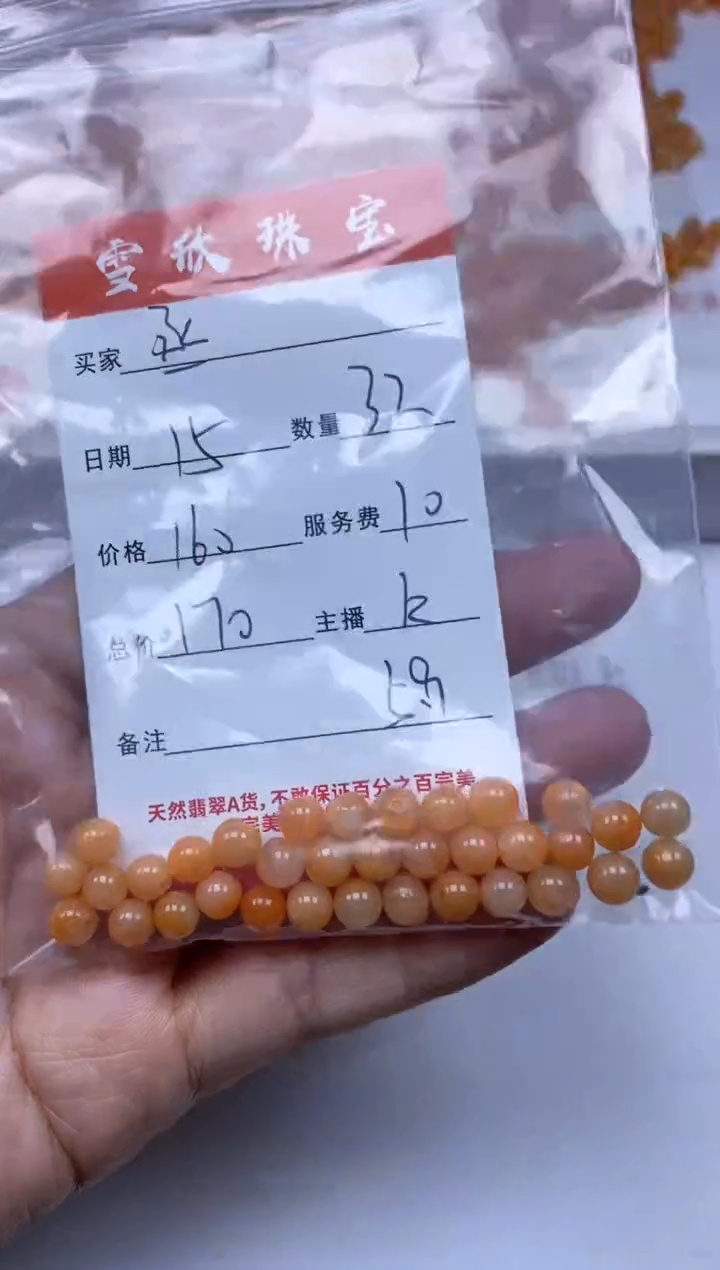 雪欣珠宝
买家
日期 15 数量 32
价格 160 服务费 10
总价 170 主播 k
备注
天然翡翠A货，不敢保证百分之百完美